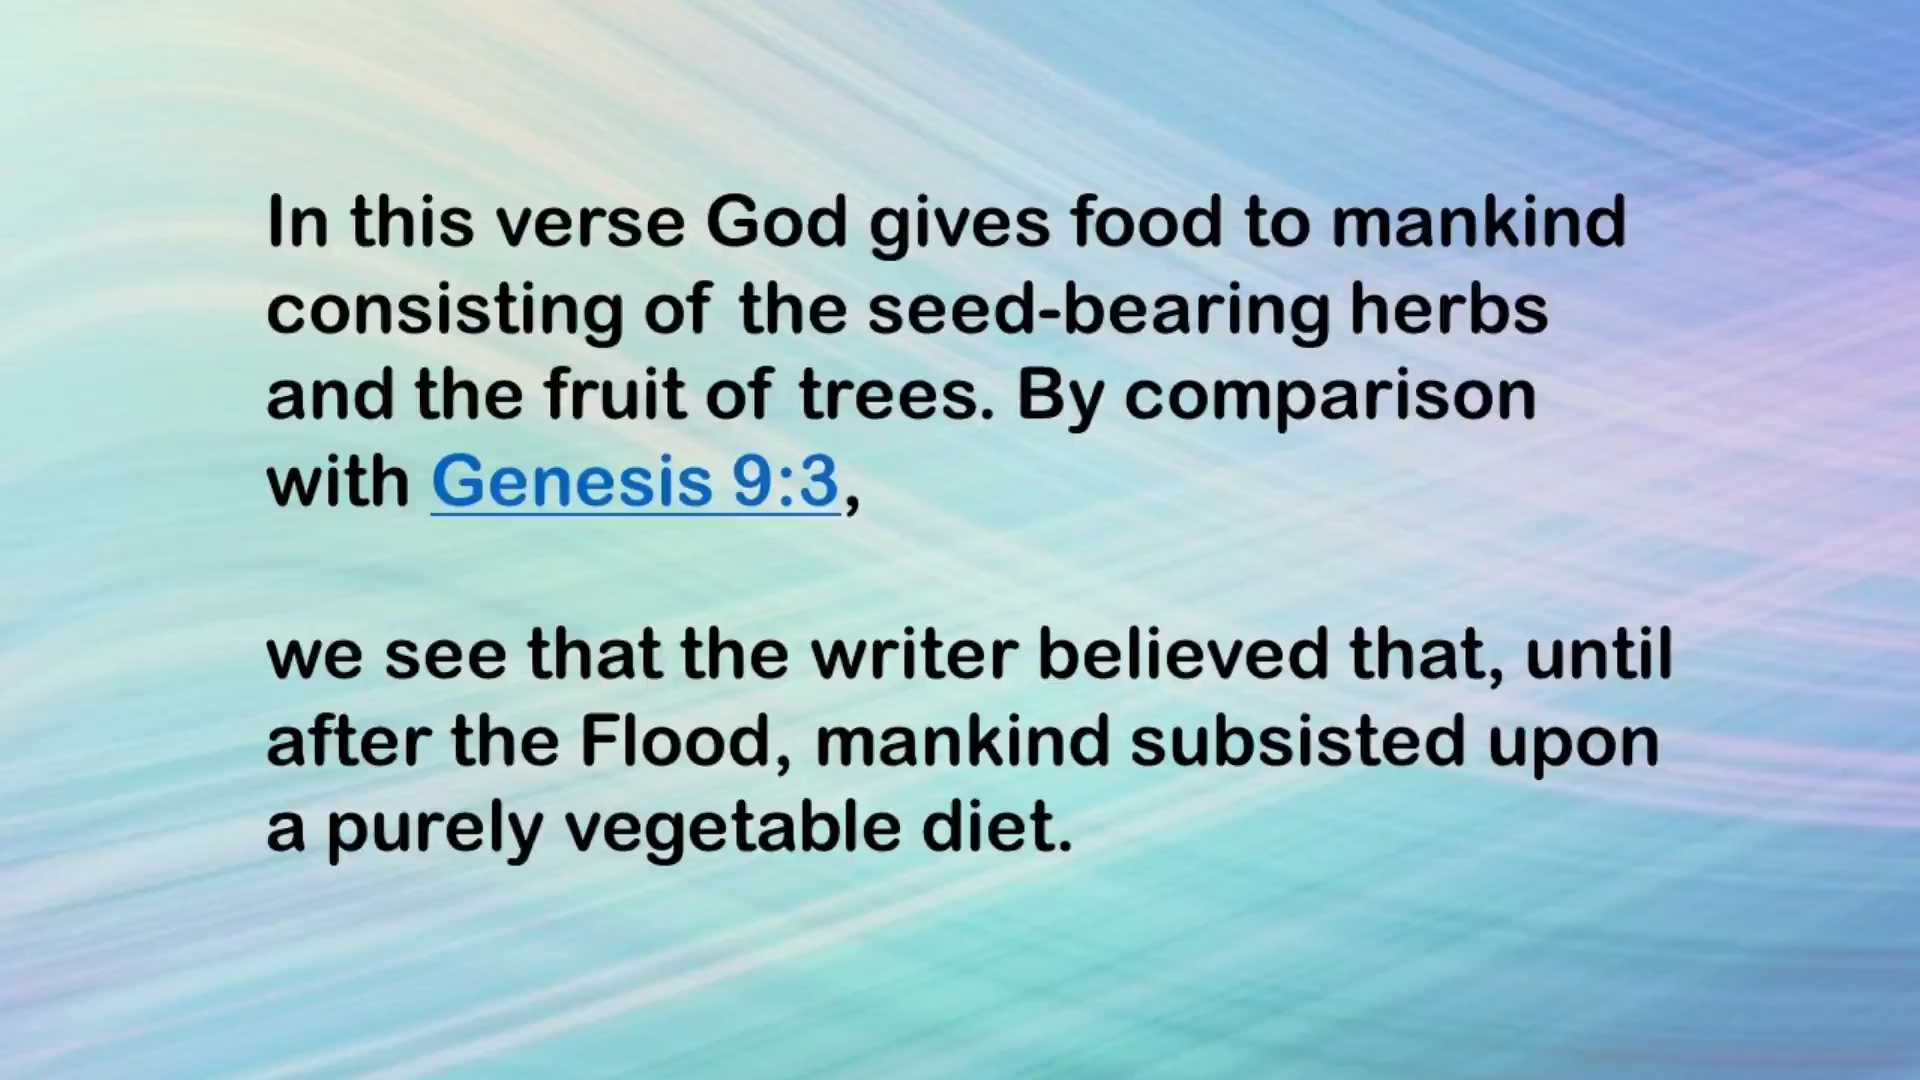 In this verse God gives food to mankind
consisting of the seed-bearing herbs
and the fruit of trees. By comparison
with Genesis 9:3,
we see that the writer believed that, until
after the Flood, mankind subsisted upon
a purely vegetable diet.